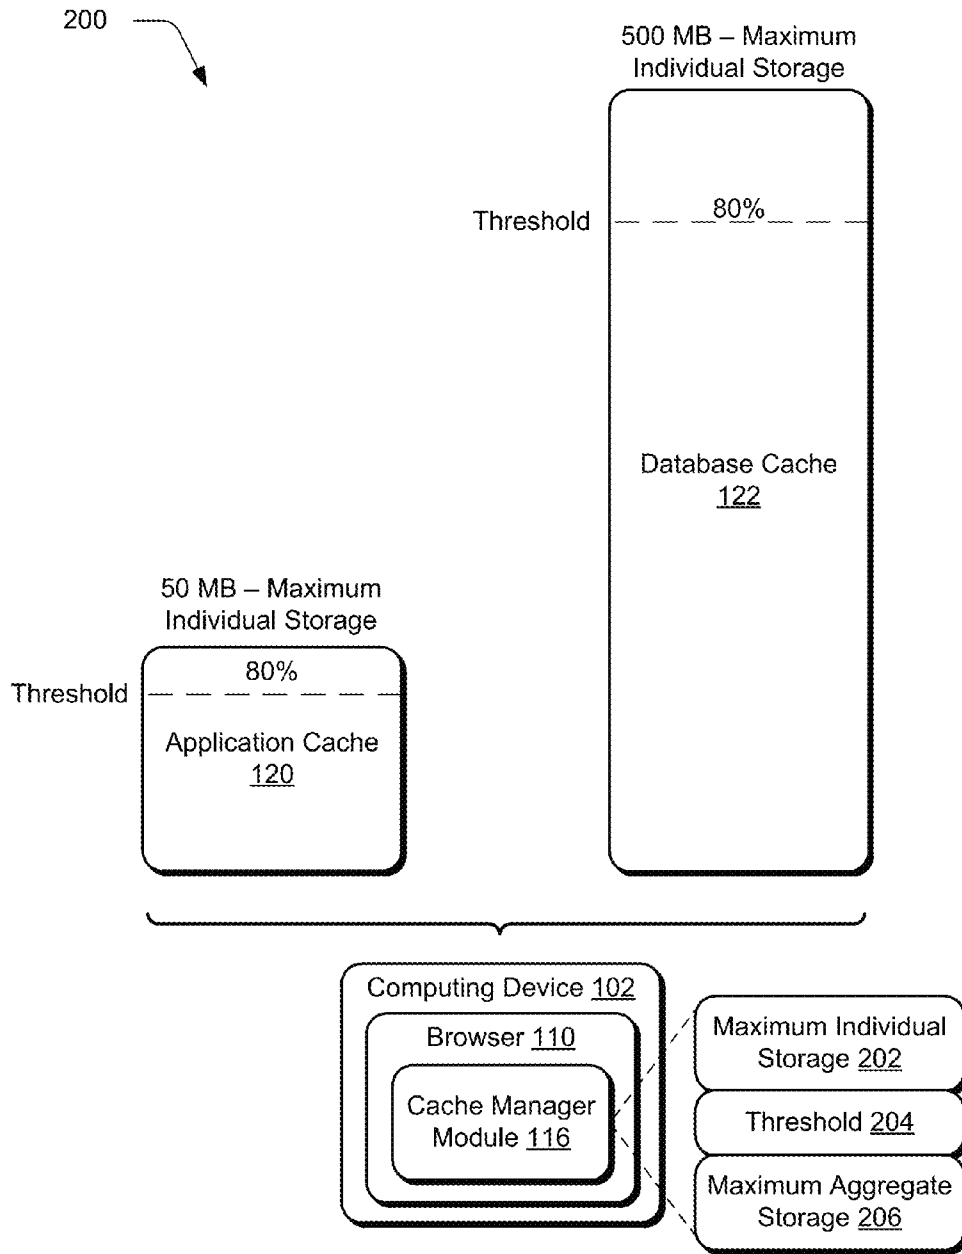 200
500 MB – Maximum
Individual Storage
Threshold
80%
Database Cache
122
50 MB – Maximum
Individual Storage
80%
Threshold
Application Cache
120
Computing Device 102
Browser 110
Cache Manager
Module 116
Maximum Individual
Storage 202
Threshold 204
Maximum Aggregate
Storage 206